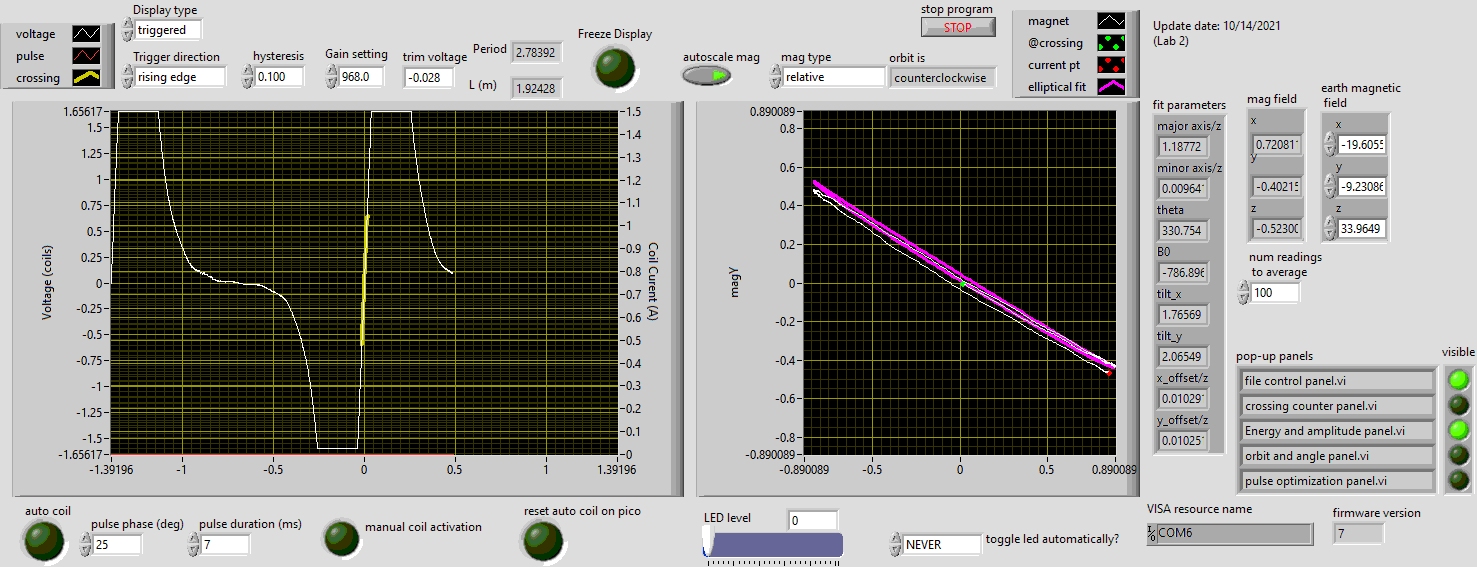 voltage
pulse
crossing
Display type
triggered
Trigger direction
rising edge
hysteresis
0.100
Gain setting
968.0
trim voltage
-0.028
Period
2.78392
L (m)
1.92428
Freeze Display
autoscale mag
mag type
relative
stop program
STOP
orbit is
counterclockwise
magnet
@crossing
current pt
elliptical fit
Update date: 10/14/2021
(Lab 2)
Voltage (coils)
1.65617
1.5
1.25
1
0.75
0.5
0.25
0
-0.25
-0.5
-0.75
-1
-1.25
-1.5
-1.65617
-1.39196
-1
-0.5
0
0.5
1
1.39196
1.5
1.4
1.3
1.2
1.1
1
0.9
0.8
0.7
0.6
0.5
0.4
0.3
0.2
0.1
0
Coil Current (A)
magY
0.890089
0.8
0.6
0.4
0.2
0
-0.2
-0.4
-0.6
-0.8
-0.890089
-0.890089
-0.5
0
0.5
0.890089
fit parameters
major axis/z
1.18772
minor axis/z
0.00964
theta
330.754
B0
-786.896
tilt_x
1.76569
tilt_y
2.06549
x_offset/z
0.01029
y_offset/z
0.01025
mag field
x
0.72081
y
-0.40215
z
-0.5230
earth magnetic
field
x
-19.6055
y
-9.23086
z
33.9649
num readings
to average
100
pop-up panels
visible
file control panel.vi
crossing counter panel.vi
Energy and amplitude panel.vi
orbit and angle panel.vi
pulse optimization panel.vi
auto coil
pulse phase (deg)
25
pulse duration (ms)
7
manual coil activation
reset auto coil on pico
LED level
0
NEVER
toggle led automatically?
VISA resource name
COM6
firmware version
7